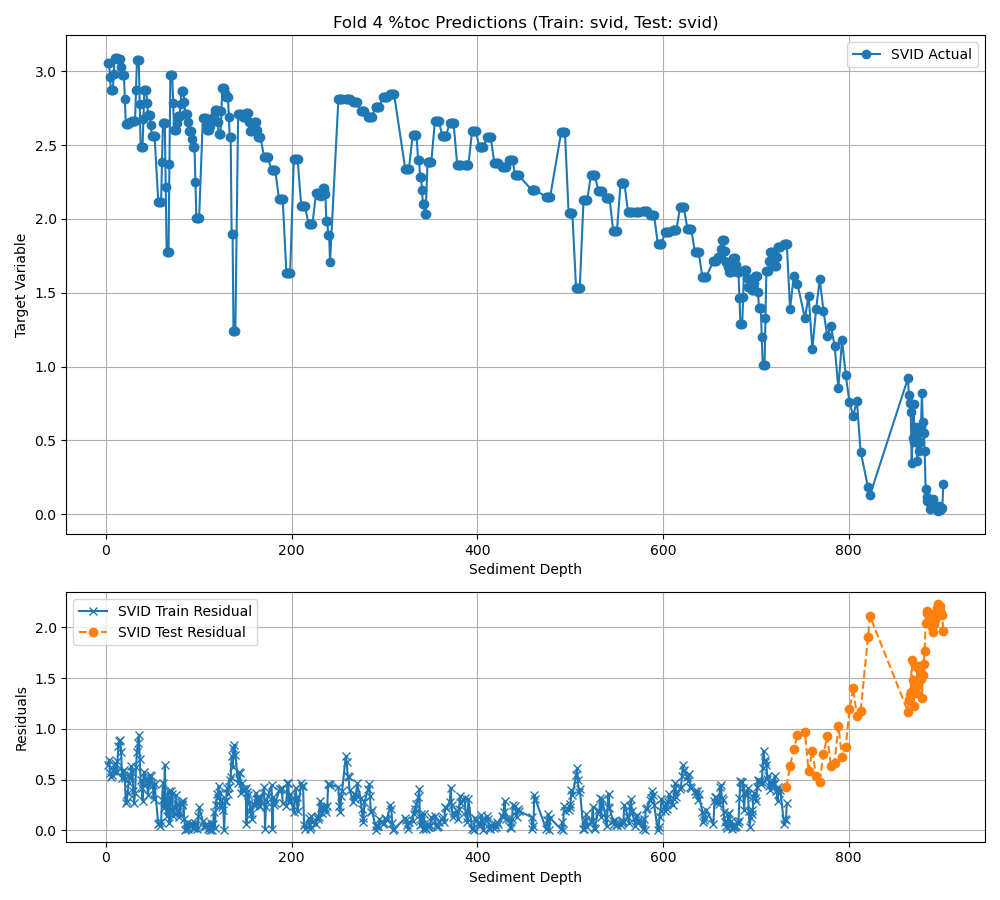 Fold 4 %toc Predictions (Train: svid, Test: svid)
SVID Actual
Target Variable
3.0
2.5
2.0
1.5
1.0
0.5
0.0
0 200 400 600 800
Sediment Depth
SVID Train Residual
SVID Test Residual
Residuals
2.0
1.5
1.0
0.5
0.0
0 200 400 600 800
Sediment Depth